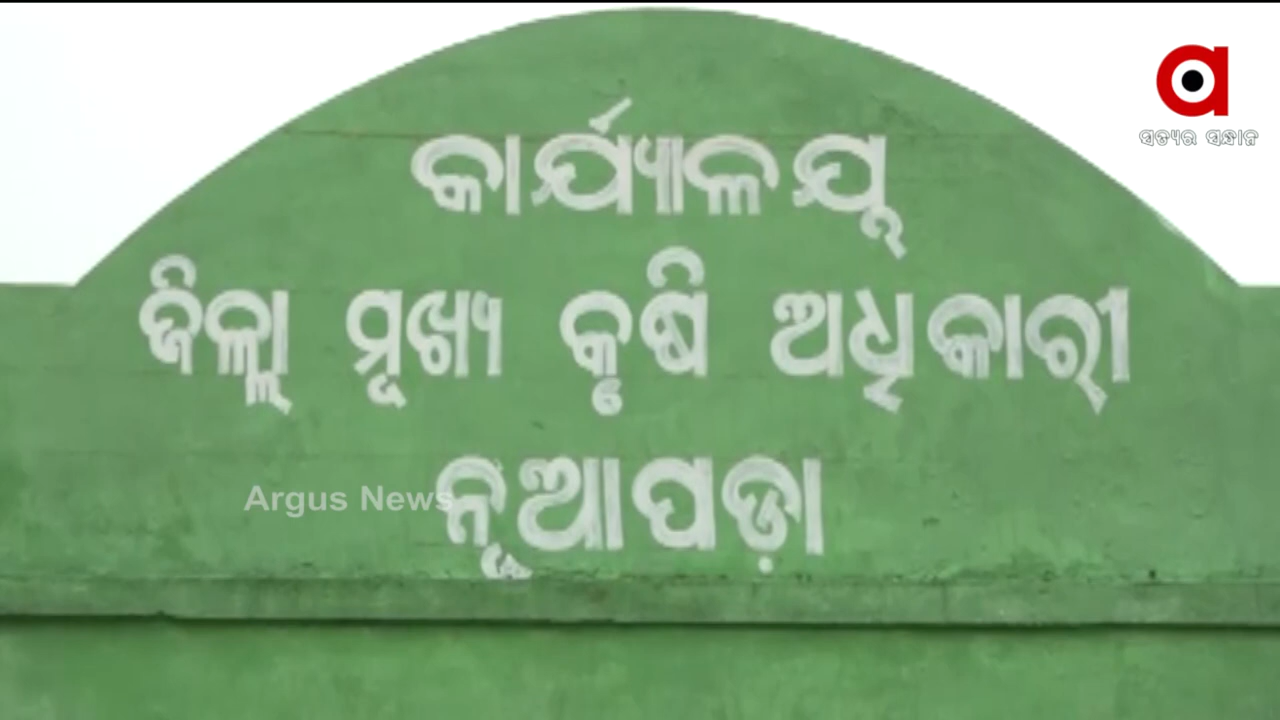 ସତ୍ୟର ସନ୍ଧାନ
କାର୍ଯ୍ୟାଳୟ
ଜିଲ୍ଲା ମୂଖ୍ୟ କୃଷି ଅଧିକାରୀ
Argus News
ନୂଆପଡ଼ା